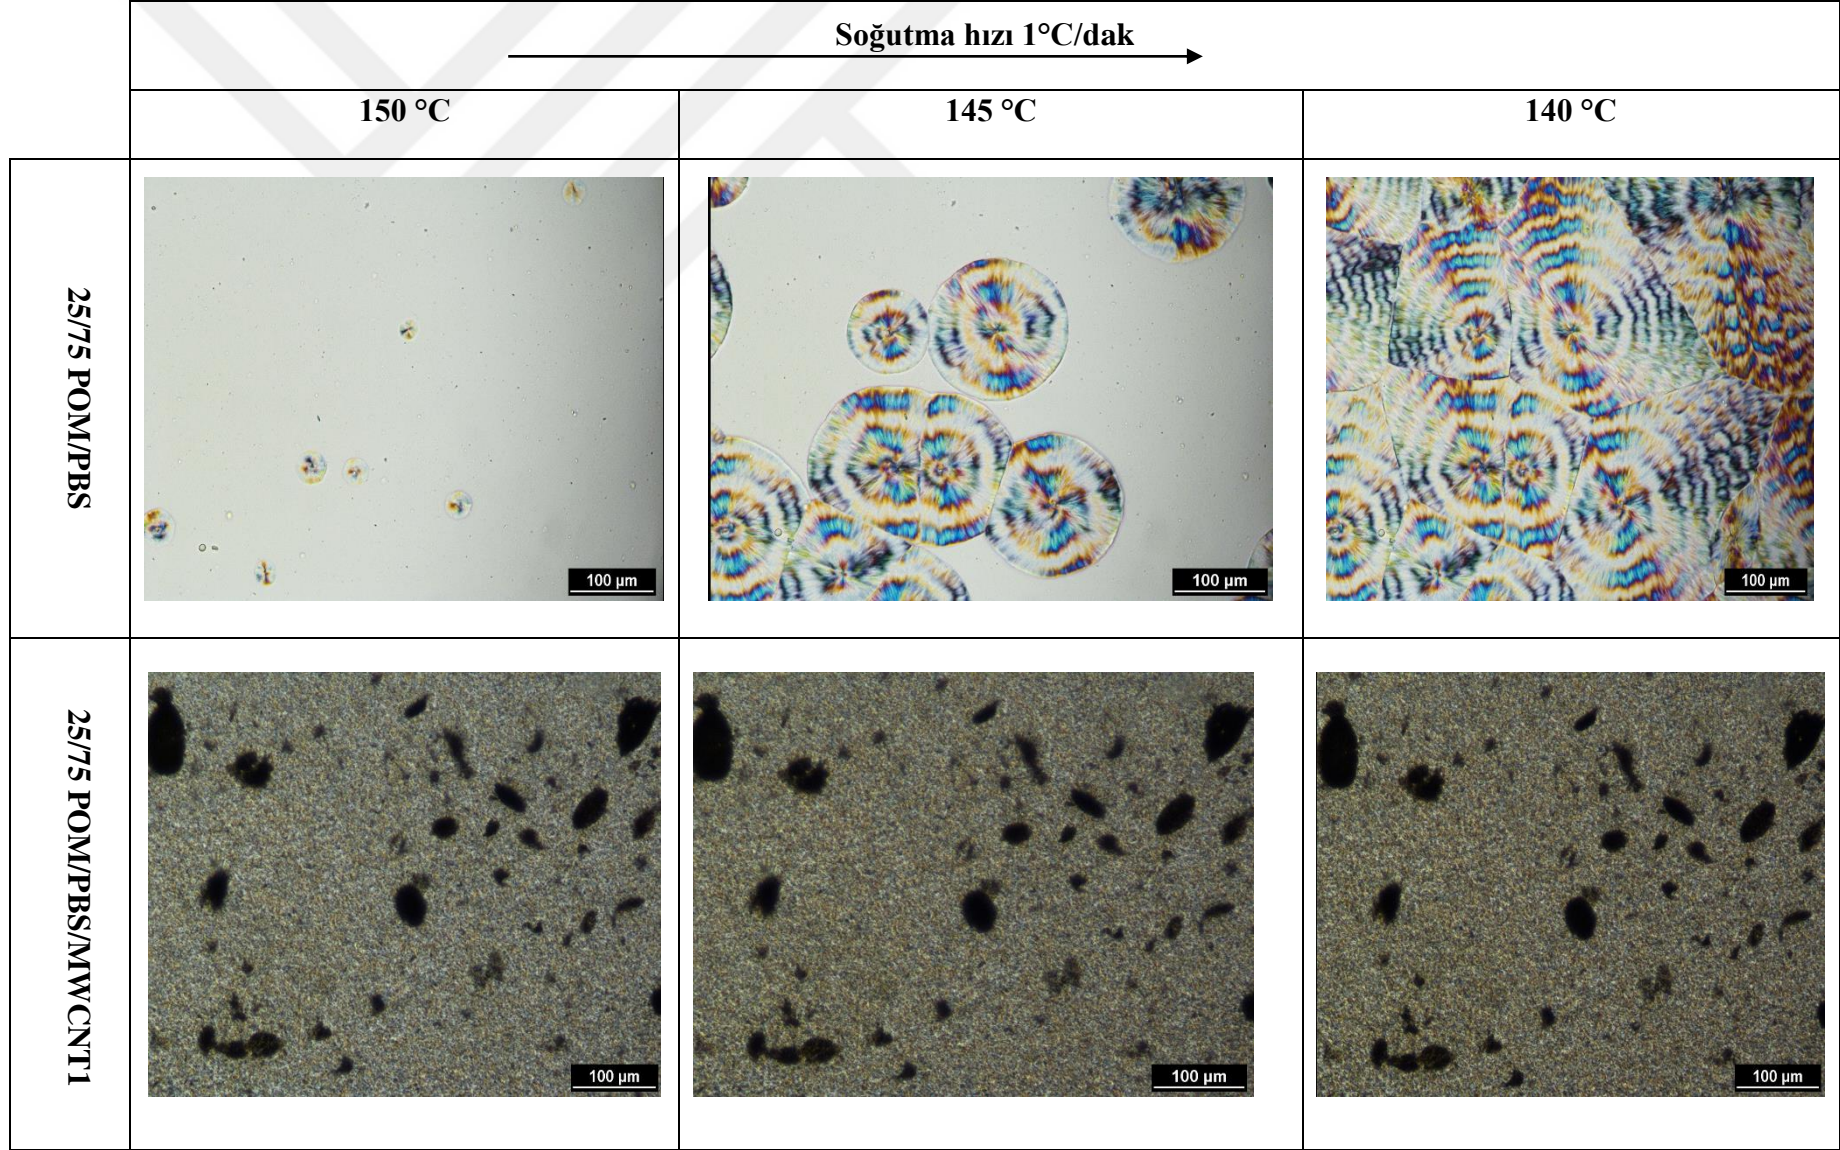 Soğutma hızı 1°C/dak
150 °C
145 °C
140 °C
25/75 POM/PBS
100 µm
100 µm
100 µm
25/75 POM/PBS/MWCNT1
100 µm
100 µm
100 µm